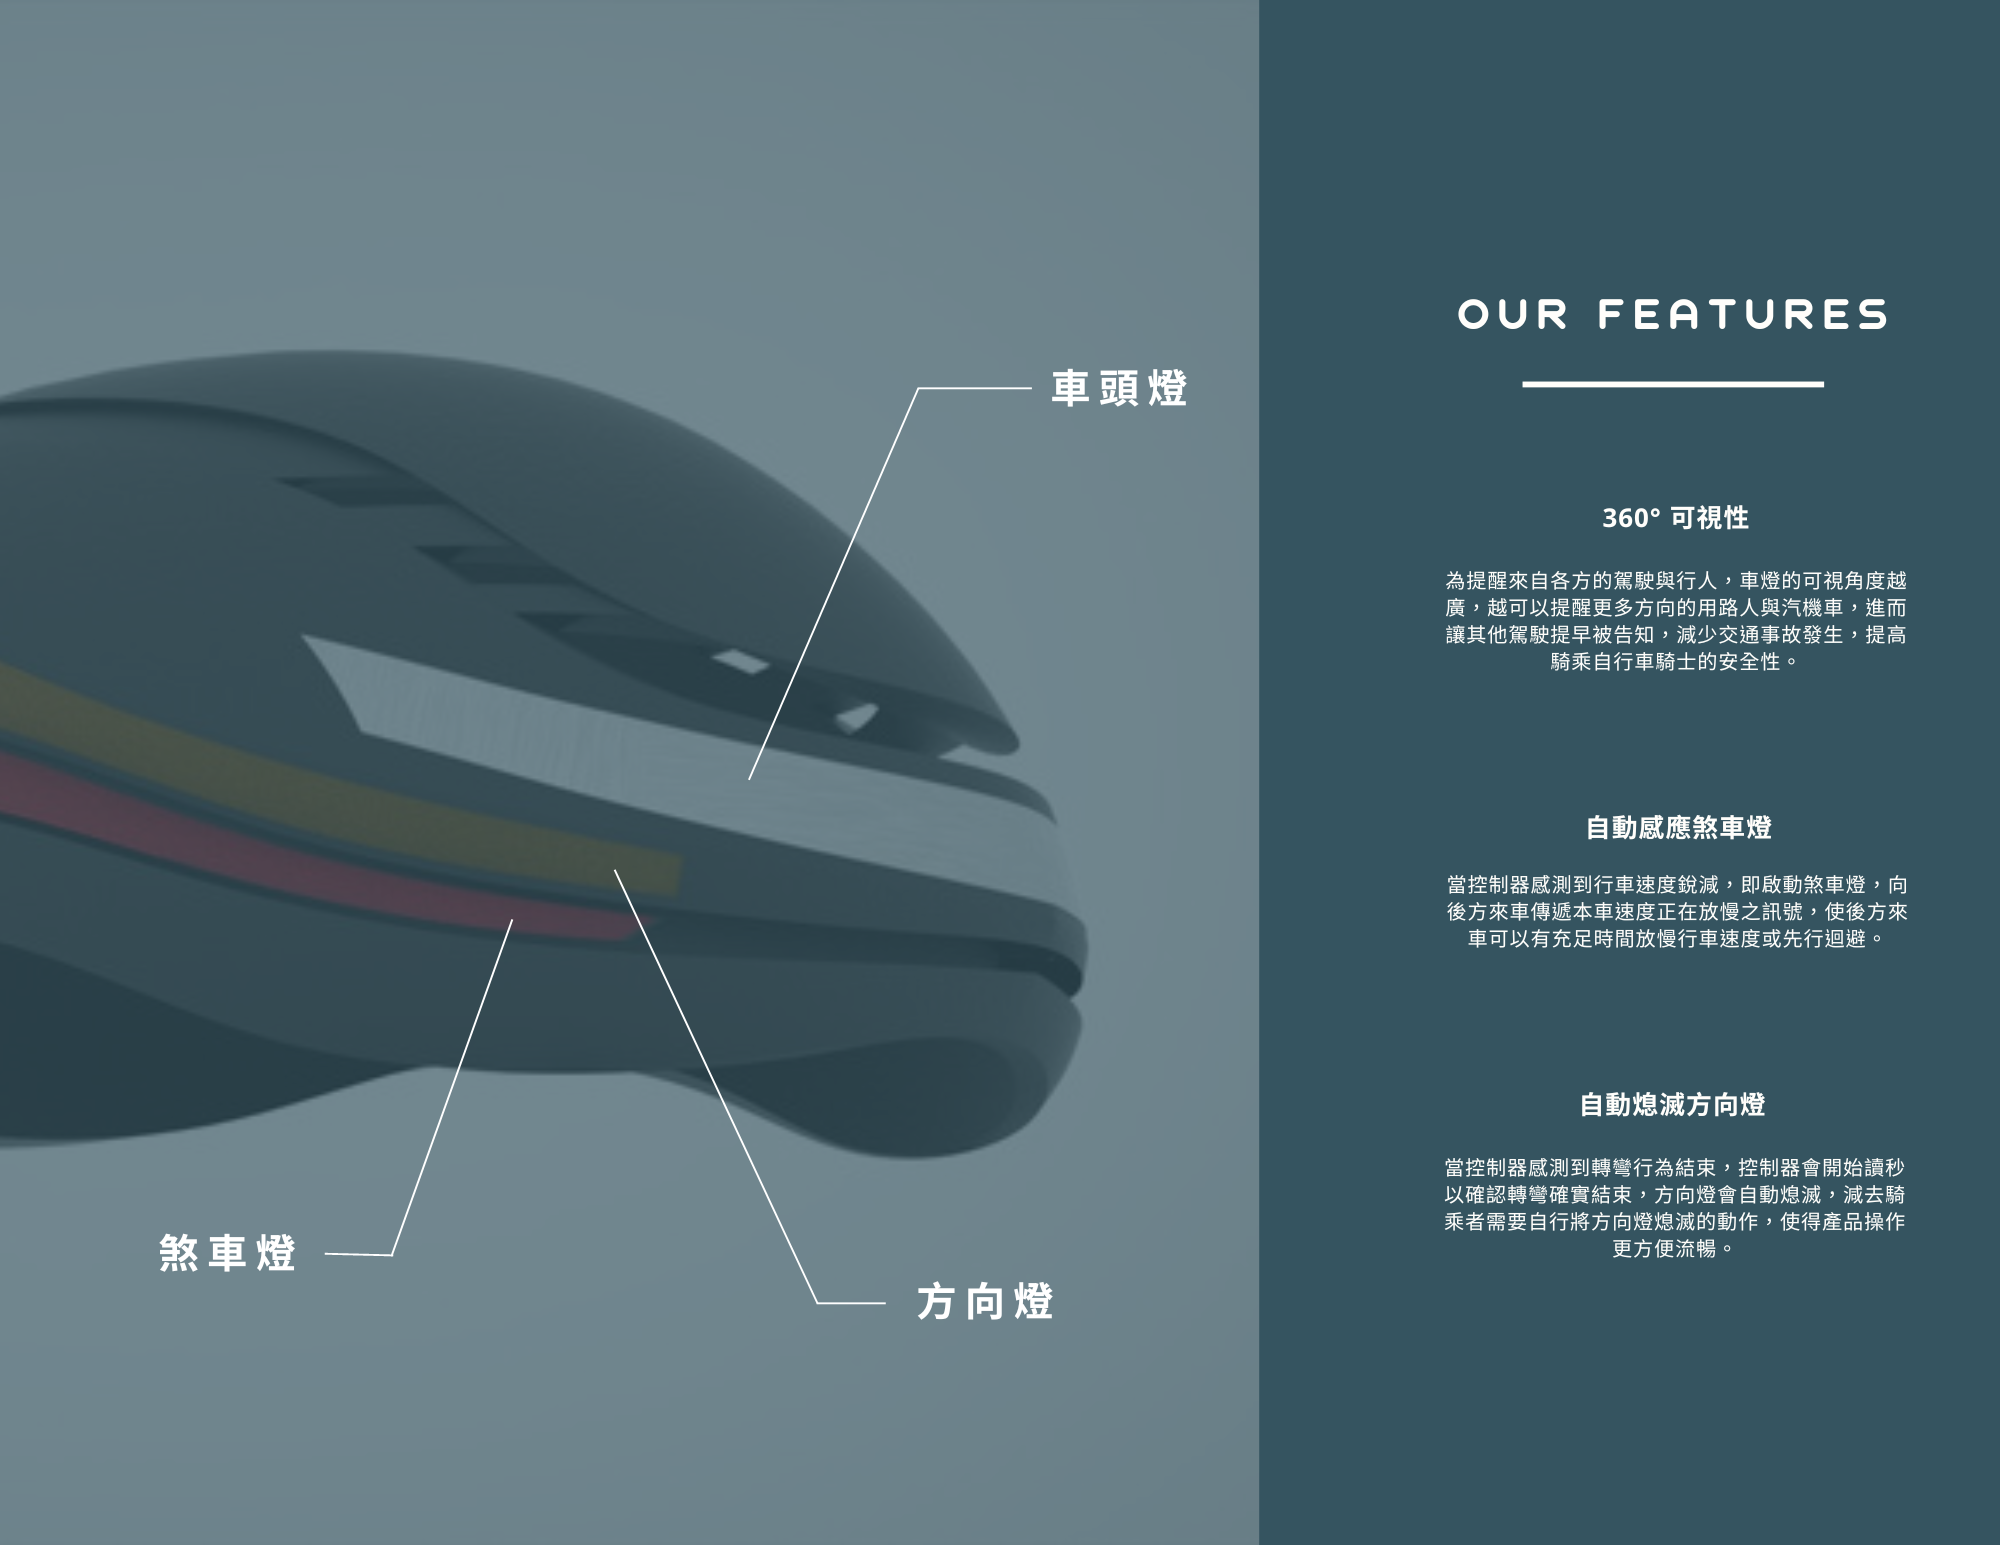 車頭燈
煞車燈
方向燈
OUR FEATURES
360° 可視性
為提醒來自各方的駕駛與行人，車燈的可視角度越
廣，越可以提醒更多方向的用路人與汽機車，進而
讓其他駕駛提早被告知，減少交通事故發生，提高
騎乘自行車騎士的安全性。
自動感應煞車燈
當控制器感測到行車速度銳減，即啟動煞車燈，向
後方來車傳遞本車速度正在放慢之訊號，使後方來
車可以有充足時間放慢行車速度或先行迴避。
自動熄滅方向燈
當控制器感測到轉彎行為結束，控制器會開始讀秒
以確認轉彎確實結束，方向燈會自動熄滅，減去騎
乘者需要自行將方向燈熄滅的動作，使得產品操作
更方便流暢。